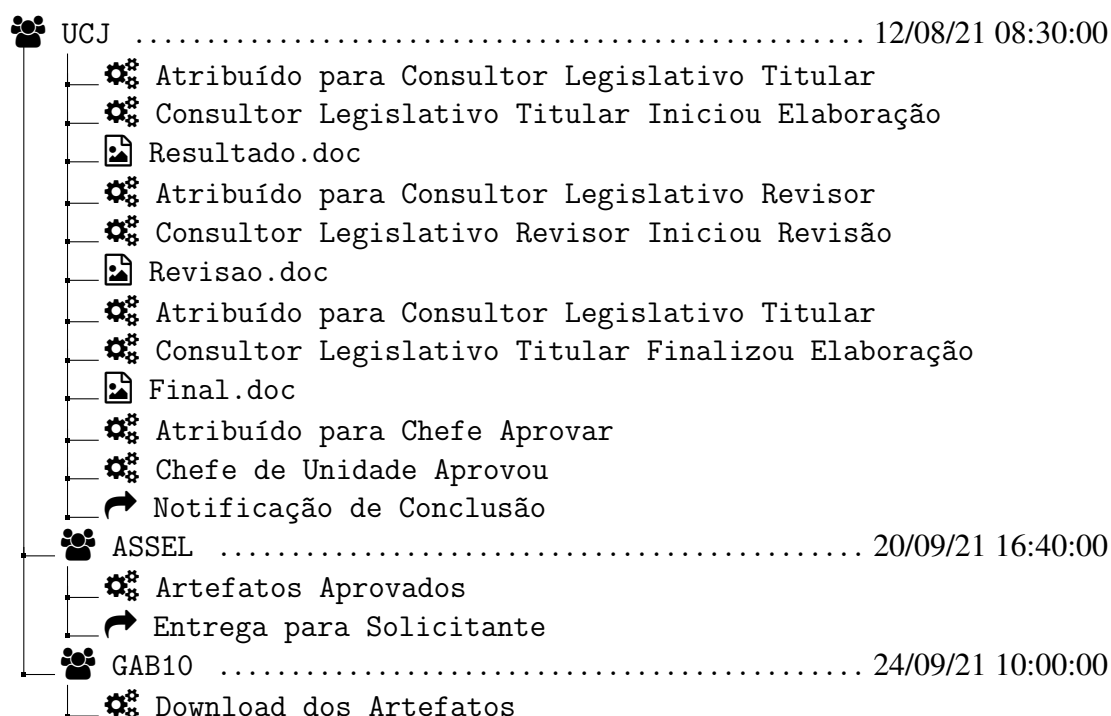 UCJ ................................................... 12/08/21 08:30:00
Atribuído para Consultor Legislativo Titular
Consultor Legislativo Titular Iniciou Elaboração
Resultado.doc
Atribuído para Consultor Legislativo Revisor
Consultor Legislativo Revisor Iniciou Revisão
Revisao.doc
Atribuído para Consultor Legislativo Titular
Consultor Legislativo Titular Finalizou Elaboração
Final.doc
Atribuído para Chefe Aprovar
Chefe de Unidade Aprovou
Notificação de Conclusão
ASSEL ............................................. 20/09/21 16:40:00
Artefatos Aprovados
Entrega para Solicitante
GAB10 ............................................. 24/09/21 10:00:00
Download dos Artefatos